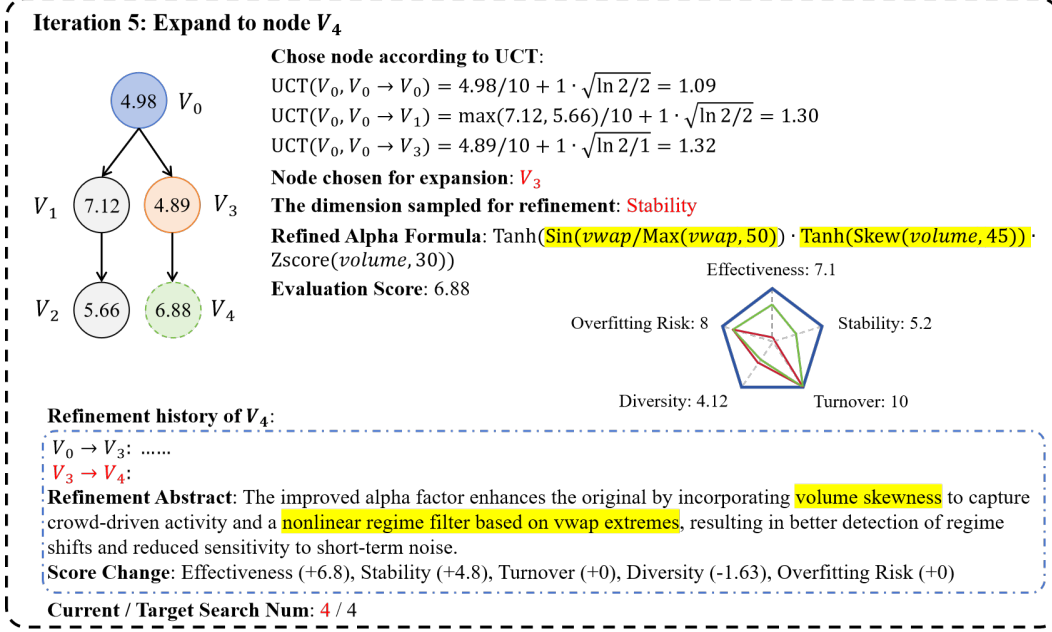 Iteration 5: Expand to node V₄
Chose node according to UCT:
UCT(V₀, V₀ → V₀) = 4.98/10 + 1 · √(ln 2/2) = 1.09
UCT(V₀, V₀ → V₁) = max(7.12, 5.66)/10 + 1 · √(ln 2/2) = 1.30
UCT(V₀, V₀ → V₃) = 4.89/10 + 1 · √(ln 2/1) = 1.32
Node chosen for expansion: V₃
The dimension sampled for refinement: Stability
Refined Alpha Formula: Tanh(Sin(vwap/Max(vwap, 50)) · Tanh(Skew(volume, 45)) ·
Zscore(volume, 30))
Evaluation Score: 6.88
4.98 V₀
V₁ 7.12 4.89 V₃
V₂ 5.66 6.88 V₄
Effectiveness: 7.1
Overfitting Risk: 8
Stability: 5.2
Diversity: 4.12
Turnover: 10
Refinement history of V₄:
V₀ → V₃: ......
V₃ → V₄:
Refinement Abstract: The improved alpha factor enhances the original by incorporating volume skewness to capture
crowd-driven activity and a nonlinear regime filter based on vwap extremes, resulting in better detection of regime
shifts and reduced sensitivity to short-term noise.
Score Change: Effectiveness (+6.8), Stability (+4.8), Turnover (+0), Diversity (-1.63), Overfitting Risk (+0)
Current / Target Search Num: 4 / 4